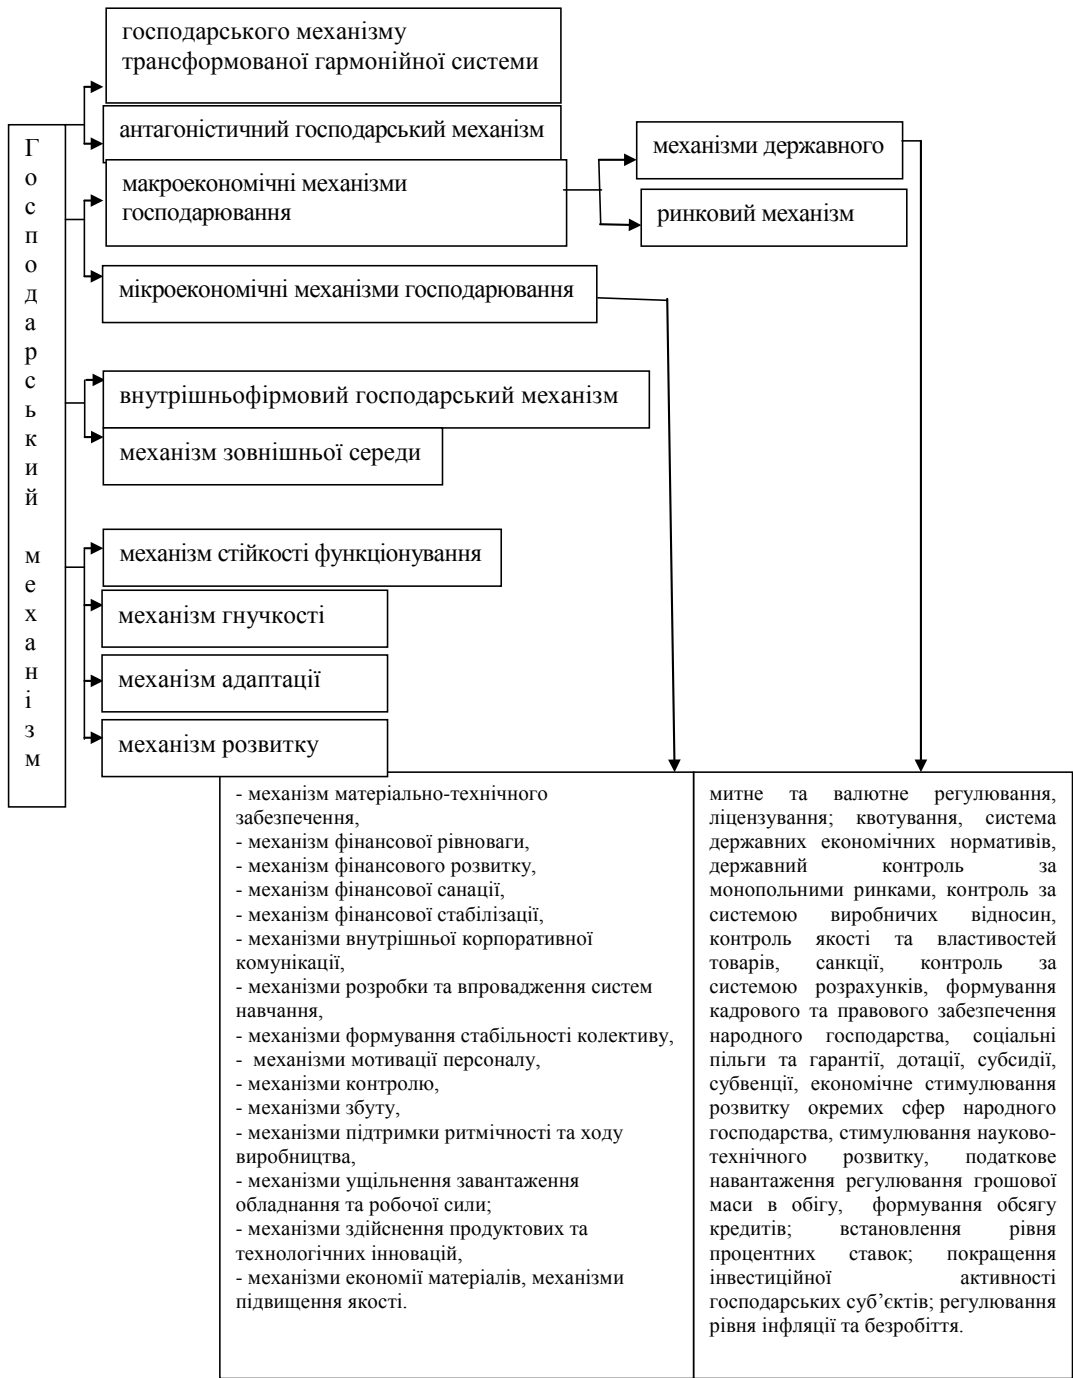 Господарський механізм
господарського механізму
трансформованої гармонійної системи
антагоністичний господарський механізм
макроекономічні механізми
господарювання
механізми державного
ринковий механізм
мікроекономічні механізми господарювання
внутрішньофірмовий господарський механізм
механізм зовнішньої середи
механізм стійкості функціонування
механізм гнучкості
механізм адаптації
механізм розвитку
- механізм матеріально-технічного
забезпечення,
- механізм фінансової рівноваги,
- механізм фінансового розвитку,
- механізм фінансової санації,
- механізм фінансової стабілізації,
- механізми внутрішньої корпоративної
комунікації,
- механізми розробки та впровадження систем
навчання,
- механізми формування стабільності колективу,
- механізми мотивації персоналу,
- механізми контролю,
- механізми збуту,
- механізми підтримки ритмічності та ходу
виробництва,
- механізми ущільнення завантаження
обладнання та робочої сили;
- механізми здійснення продуктових та
технологічних інновацій,
- механізми економії матеріалів, механізми
підвищення якості.
митне та валютне регулювання,
ліцензування; квотування, система
державних економічних нормативів,
державний контроль за
монопольними ринками, контроль за
системою виробничих відносин,
контроль якості та властивостей
товарів, санкції, контроль за
системою розрахунків, формування
кадрового та правового забезпечення
народного господарства, соціальні
пільги та гарантії, дотації, субсидії,
субвенції, економічне стимулювання
розвитку окремих сфер народного
господарства, стимулювання науково-
технічного розвитку, податкове
навантаження регулювання грошової
маси в обігу, формування обсягу
кредитів; встановлення рівня
процентних ставок; покращення
інвестиційної активності
господарських суб’єктів; регулювання
рівня інфляції та безробіття.